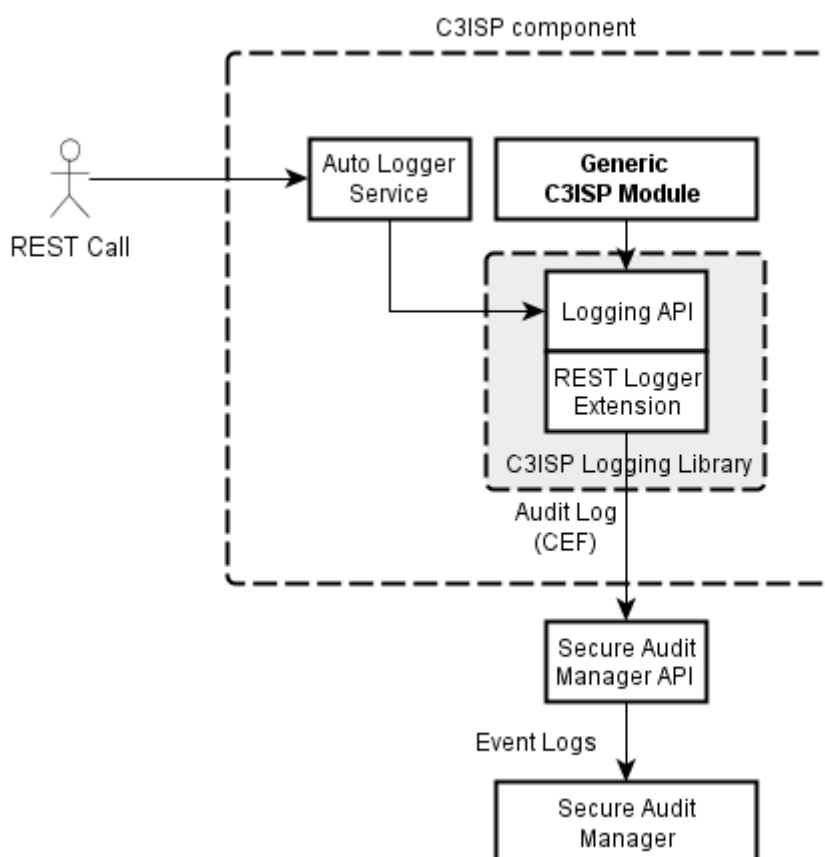 C3ISP component
Auto Logger
Service
Generic
C3ISP Module
REST Call
Logging API
REST Logger
Extension
C3ISP Logging Library
Audit Log
(CEF)
Secure Audit
Manager API
Event Logs
Secure Audit
Manager